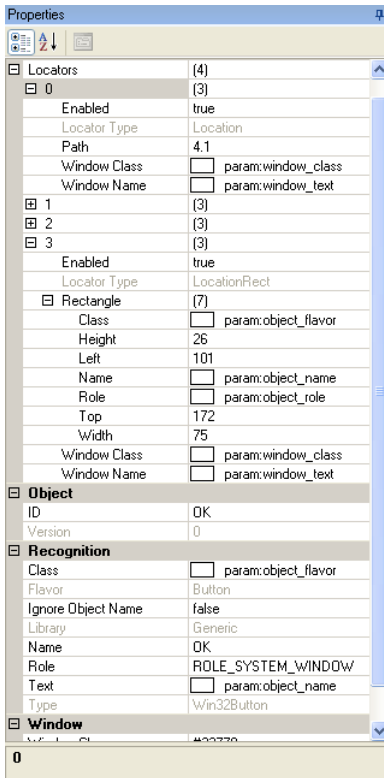 Properties
Locators (4)
0 (3)
Enabled true
Locator Type Location
Path 4.1
Window Class param:window_class
Window Name param:window_text
1 (3)
2 (3)
3 (3)
Enabled true
Locator Type LocationRect
Rectangle (7)
Class param:object_flavor
Height 26
Left 101
Name param:object_name
Role param:object_role
Top 172
Width 75
Window Class param:window_class
Window Name param:window_text
Object
ID OK
Version 0
Recognition
Class param:object_flavor
Flavor Button
Ignore Object Name false
Library Generic
Name OK
Role ROLE_SYSTEM_WINDOW
Text param:object_name
Type Win32Button
Window
0